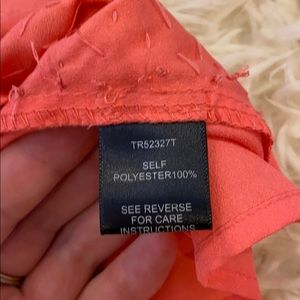 TR52327T
SELF
POLYESTER100%
SEE REVERSE
FOR CARE
INSTRUCTIONS